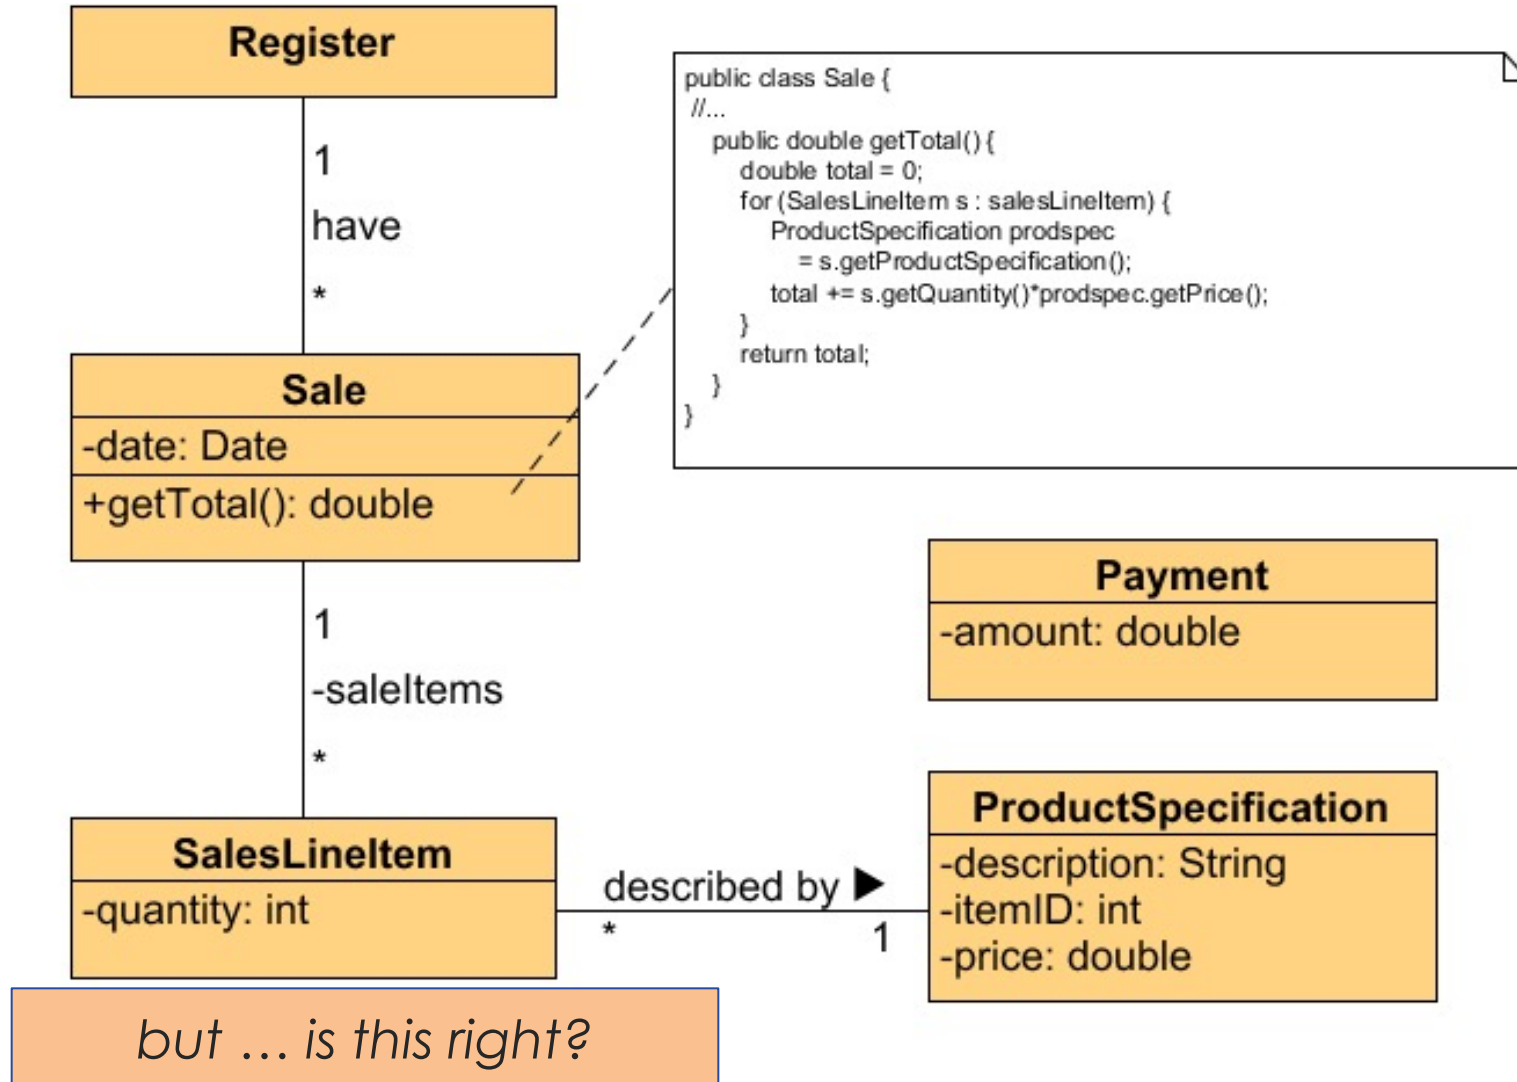 Register
1
have
*
Sale
-date: Date
+getTotal(): double
public class Sale {
//...
public double getTotal() {
double total = 0;
for (SalesLineItem s : salesLineItem) {
ProductSpecification prodspec
= s.getProductSpecification();
total += s.getQuantity()*prodspec.getPrice();
}
return total;
}
}
1
-saleItems
*
Payment
-amount: double
SalesLineItem
-quantity: int
described by ▶
*
1
ProductSpecification
-description: String
-itemID: int
-price: double
but ... is this right?